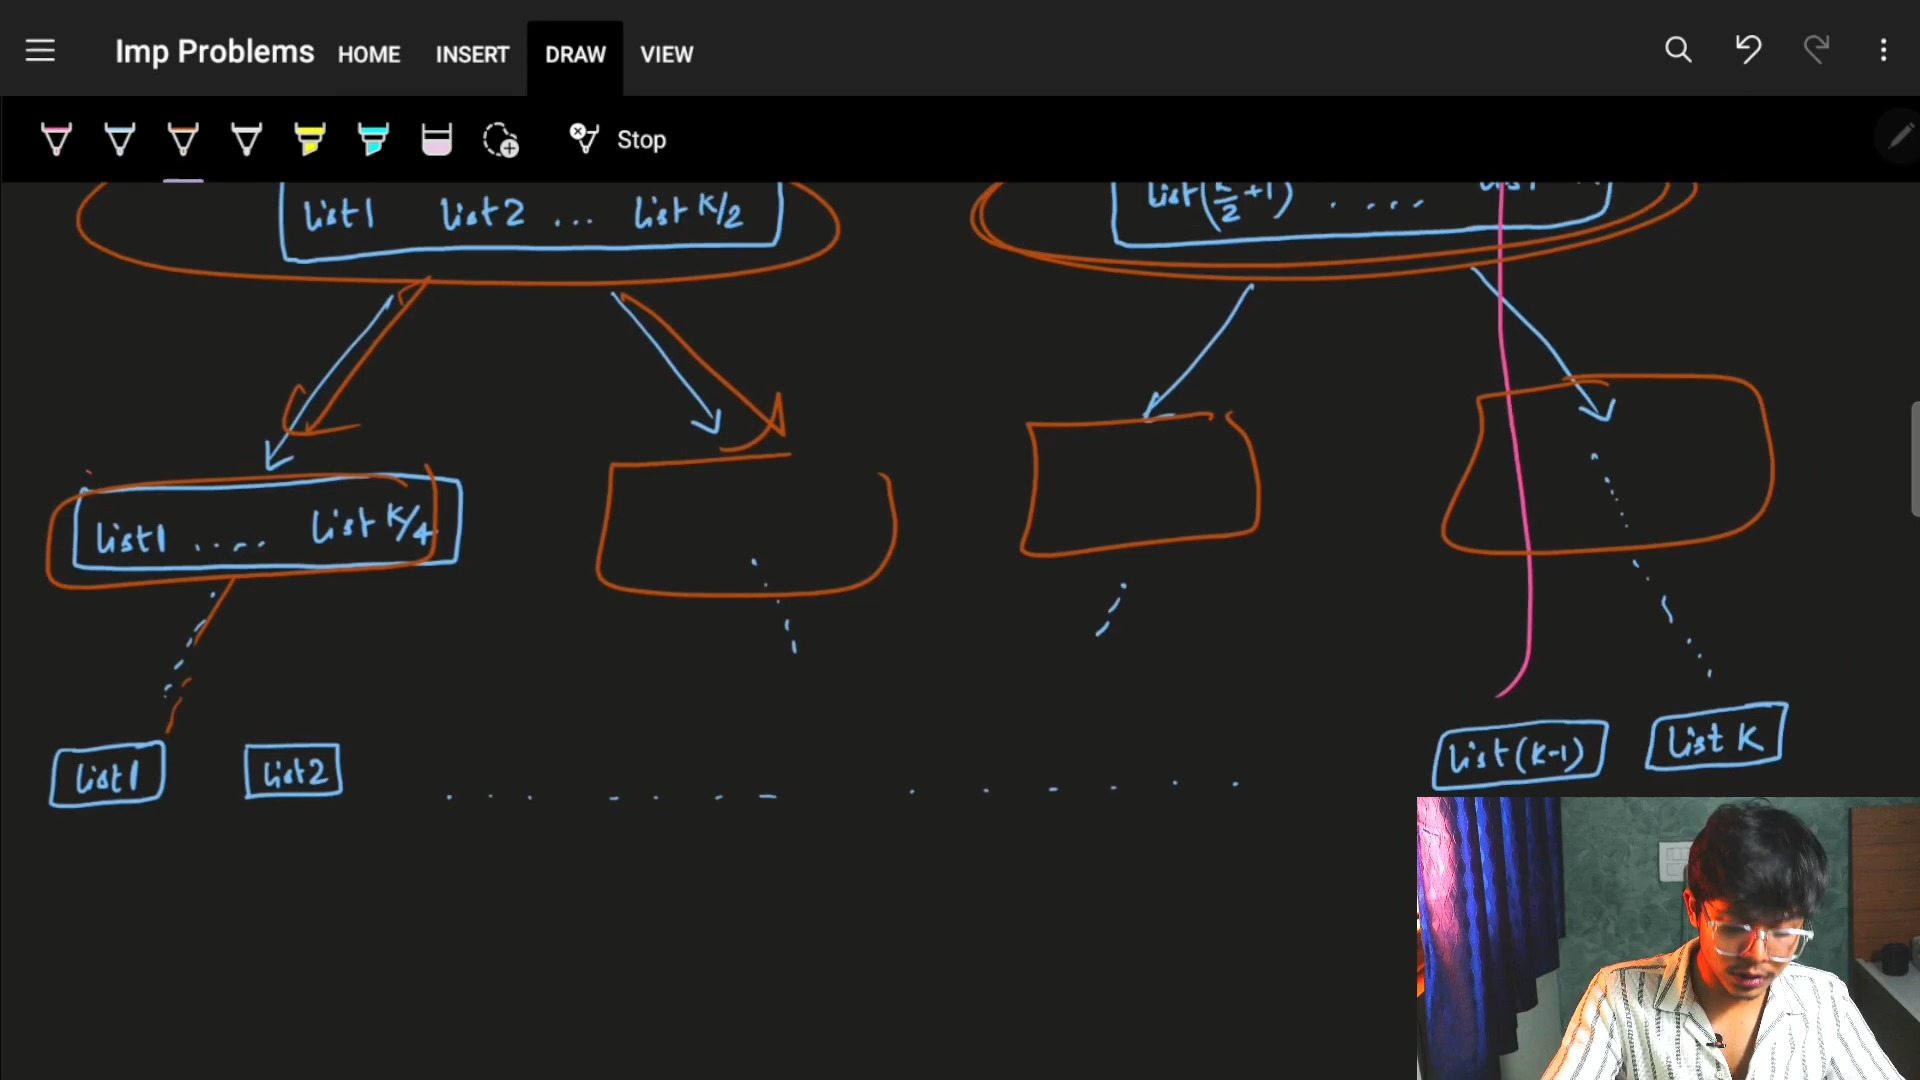 Imp Problems HOME INSERT DRAW VIEW
Stop
List1 List2 ... List K/2
List(K/2+1) . . . . .
List1 ..... List K/4
List1 List2 List(K-1) List K